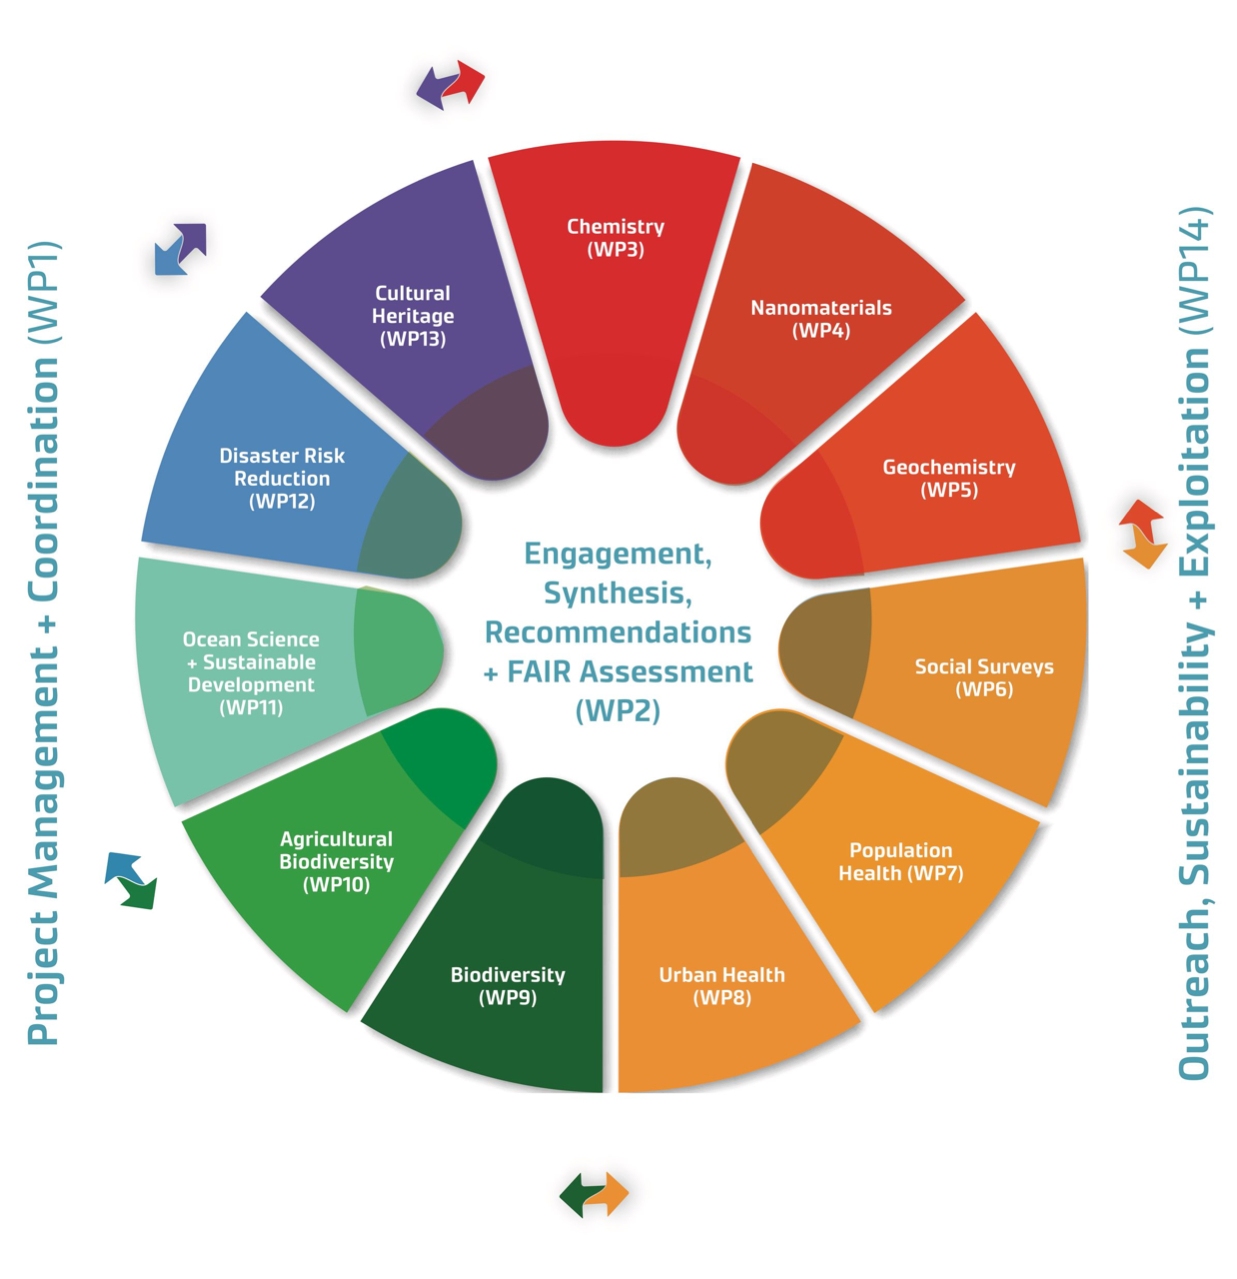 Project Management + Coordination (WP1)
Chemistry
(WP3)
Nanomaterials
(WP4)
Geochemistry
(WP5)
Social Surveys
(WP6)
Population
Health (WP7)
Urban Health
(WP8)
Biodiversity
(WP9)
Agricultural
Biodiversity
(WP10)
Ocean Science
+ Sustainable
Development
(WP11)
Disaster Risk
Reduction
(WP12)
Cultural
Heritage
(WP13)
Engagement,
Synthesis,
Recommendations
+ FAIR Assessment
(WP2)
Outreach, Sustainability + Exploitation (WP14)